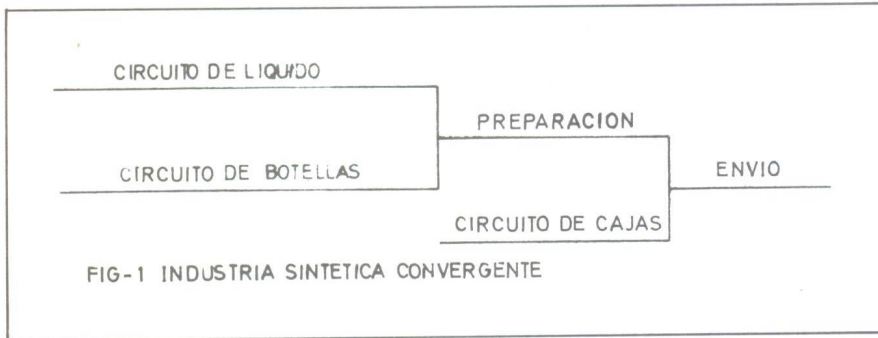 CIRCUITO DE LIQUIDO
PREPARACION
CIRCUITO DE BOTELLAS
ENVIO
CIRCUITO DE CAJAS
FIG-1 INDUSTRIA SINTETICA CONVERGENTE